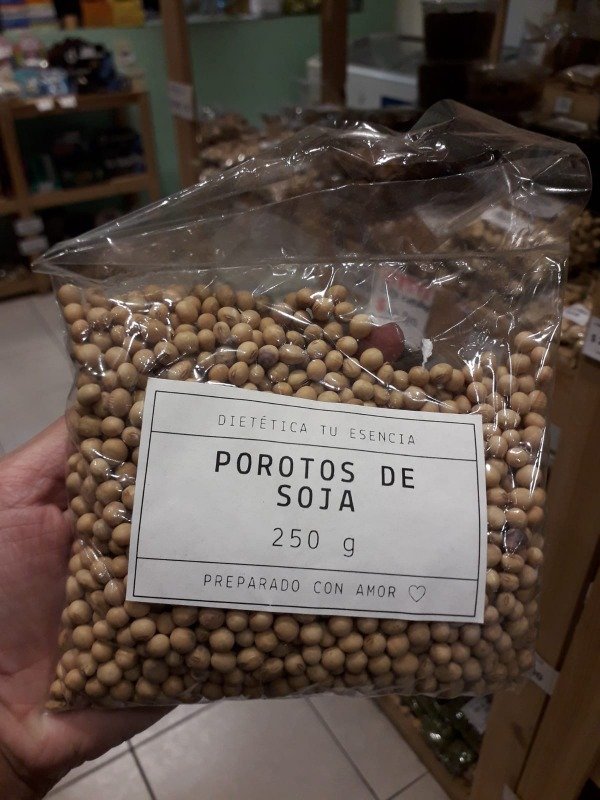 DIETÉTICA TU ESENCIA
POROTOS DE
SOJA
250 g
PREPARADO CON AMOR ♡